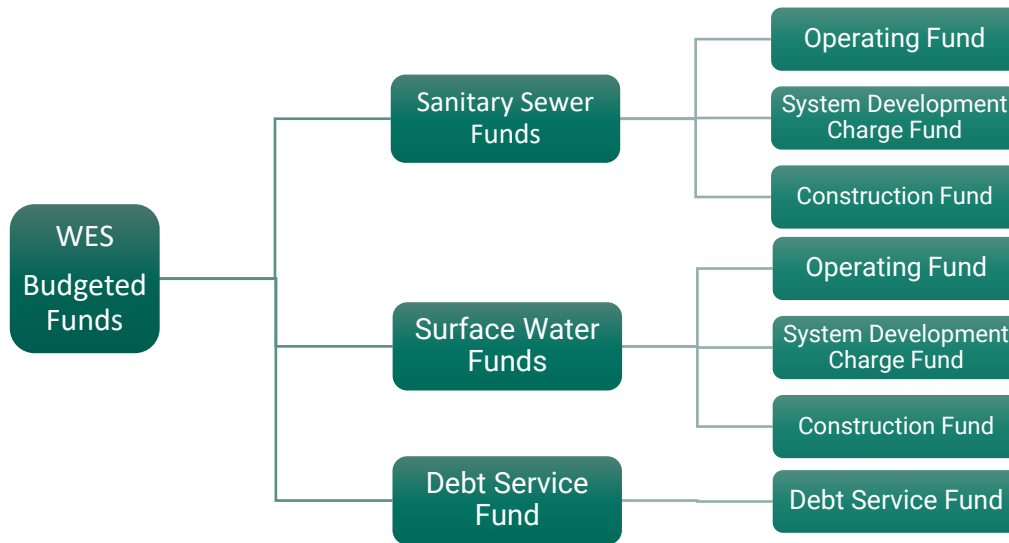 WES
Budgeted
Funds
Sanitary Sewer
Funds
Operating Fund
System Development
Charge Fund
Construction Fund
Surface Water
Funds
Operating Fund
System Development
Charge Fund
Construction Fund
Debt Service
Fund
Debt Service Fund